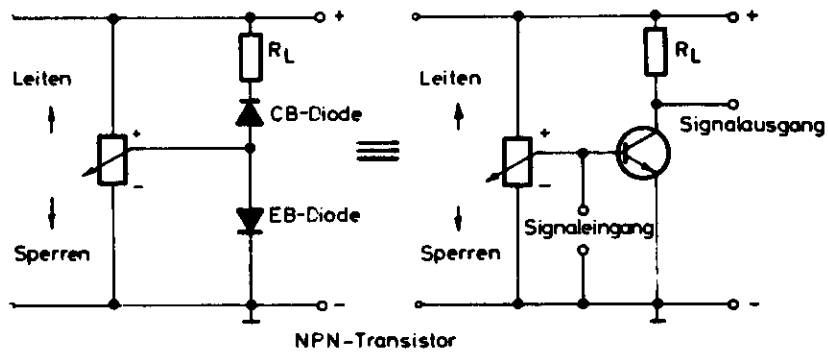 +
R_L
Leiten
CB-Diode
+
-
EB-Diode
Sperren
-
+
R_L
Leiten
Signalausgang
+
-
Signaleingang
Sperren
-
NPN-Transistor